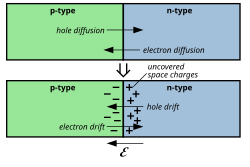 p-type n-type
hole diffusion
electron diffusion
uncovered
space charges
p-type n-type
hole drift
electron drift
ℰ